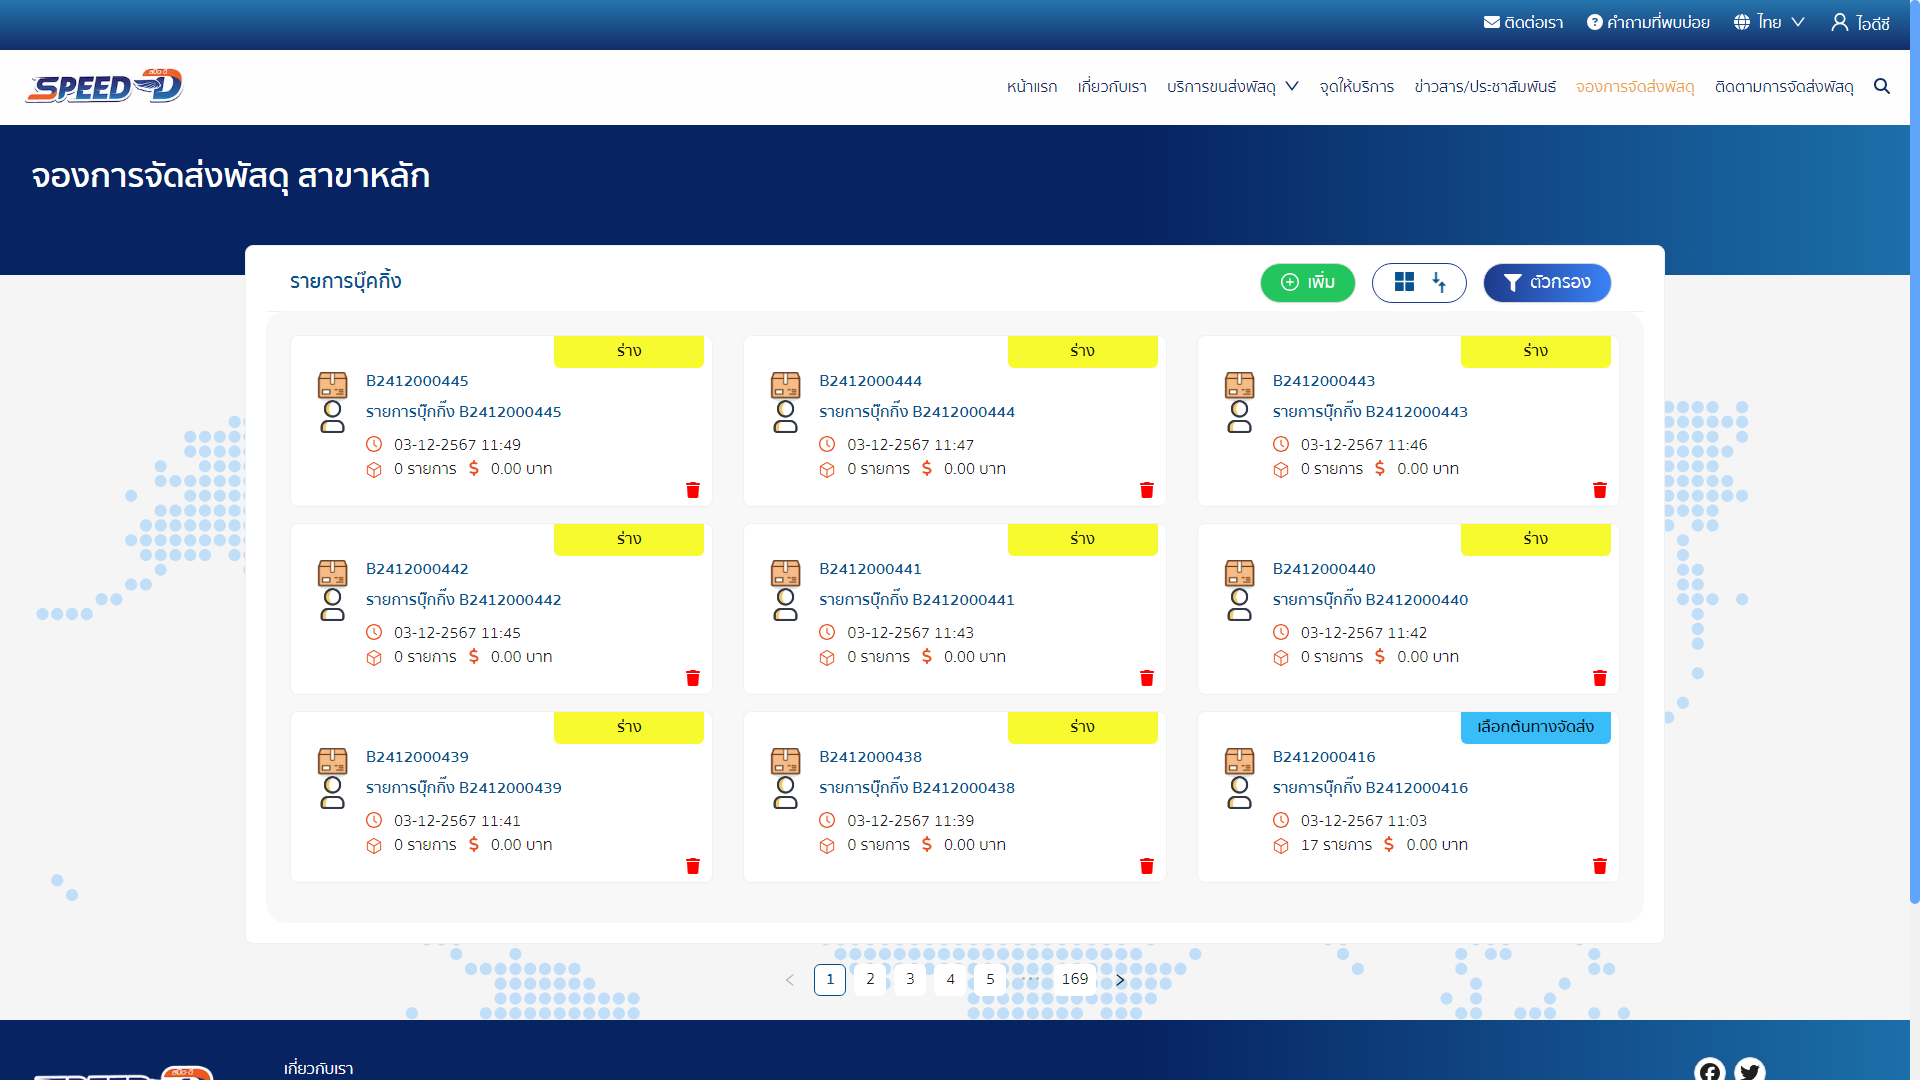 ติดต่อเรา คำถามที่พบบ่อย ไทย ไอดีซี
สปีด-ดี
SPEED-D
หน้าแรก เกี่ยวกับเรา บริการขนส่งพัสดุ จุดให้บริการ ข่าวสาร/ประชาสัมพันธ์ จองการจัดส่งพัสดุ ติดตามการจัดส่งพัสดุ
จองการจัดส่งพัสดุ สาขาหลัก
รายการบุ๊คกิ้ง
เพิ่ม
ตัวกรอง
ร่าง
B2412000445
รายการบุ๊กกิ๊ง B2412000445
03-12-2567 11:49
0 รายการ 0.00 บาท
ร่าง
B2412000444
รายการบุ๊กกิ๊ง B2412000444
03-12-2567 11:47
0 รายการ 0.00 บาท
ร่าง
B2412000443
รายการบุ๊กกิ๊ง B2412000443
03-12-2567 11:46
0 รายการ 0.00 บาท
ร่าง
B2412000442
รายการบุ๊กกิ๊ง B2412000442
03-12-2567 11:45
0 รายการ 0.00 บาท
ร่าง
B2412000441
รายการบุ๊กกิ๊ง B2412000441
03-12-2567 11:43
0 รายการ 0.00 บาท
ร่าง
B2412000440
รายการบุ๊กกิ๊ง B2412000440
03-12-2567 11:42
0 รายการ 0.00 บาท
ร่าง
B2412000439
รายการบุ๊กกิ๊ง B2412000439
03-12-2567 11:41
0 รายการ 0.00 บาท
ร่าง
B2412000438
รายการบุ๊กกิ๊ง B2412000438
03-12-2567 11:39
0 รายการ 0.00 บาท
เลือกต้นทางจัดส่ง
B2412000416
รายการบุ๊กกิ๊ง B2412000416
03-12-2567 11:03
17 รายการ 0.00 บาท
1 2 3 4 5 ••• 169
เกี่ยวกับเรา